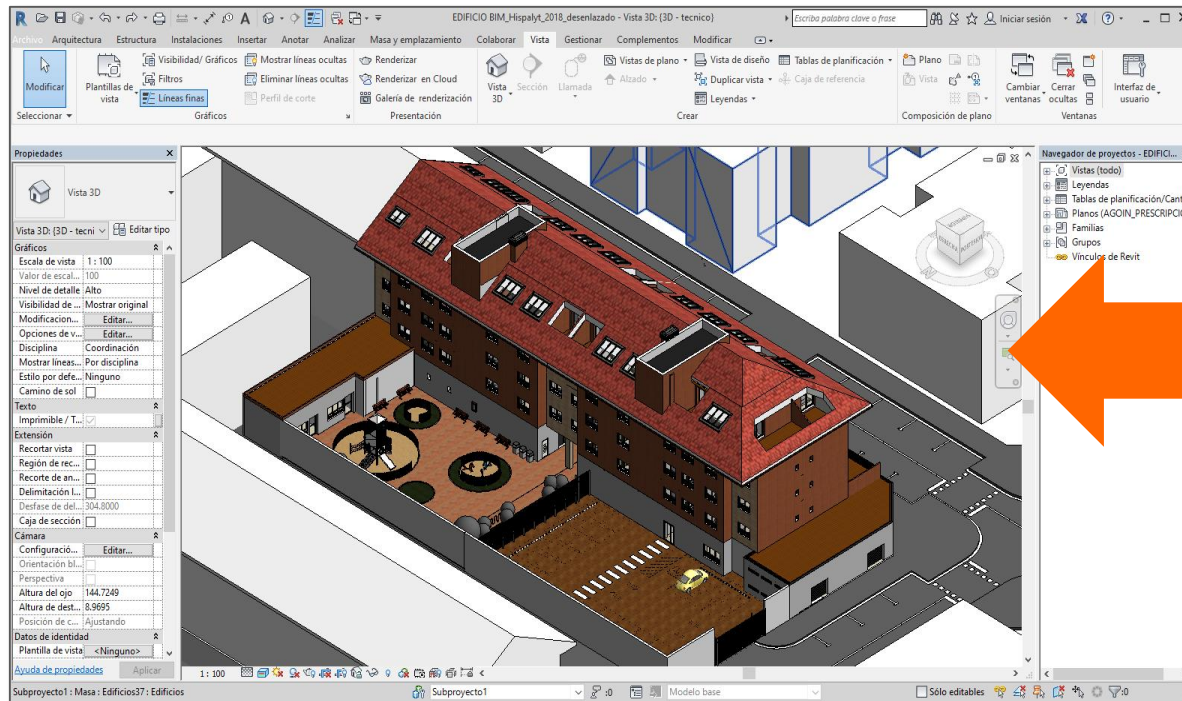 EDIFICIO BIM_Hispalyt_2018_desenlazado - Vista 3D: {3D - tecnico}
Escriba palabra clave o frase
Iniciar sesión
Archivo Arquitectura Estructura Instalaciones Insertar Anotar Analizar Masa y emplazamiento Colaborar Vista Gestionar Complementos Modificar
Modificar
Seleccionar
Plantillas de vista
Visibilidad/ Gráficos
Filtros
Líneas finas
Mostrar líneas ocultas
Eliminar líneas ocultas
Perfil de corte
Gráficos
Renderizar
Renderizar en Cloud
Galería de renderización
Presentación
Vista 3D
Sección
Llamada
Vistas de plano
Alzado
Vista de diseño
Duplicar vista
Leyendas
Tablas de planificación
Caja de referencia
Crear
Plano
Vista
Composición de plano
Cambiar ventanas
Cerrar ocultas
Interfaz de usuario
Ventanas
Propiedades
Vista 3D
Vista 3D: {3D - tecni
Editar tipo
Gráficos
Escala de vista 1 : 100
Valor de escal... 100
Nivel de detalle Alto
Visibilidad de ... Mostrar original
Modificacion... Editar...
Opciones de v... Editar...
Disciplina Coordinación
Mostrar líneas... Por disciplina
Estilo por defe... Ninguno
Camino de sol
Texto
Imprimible / T...
Extensión
Recortar vista
Región de rec...
Recorte de an...
Delimitación l...
Desfase de del... 304.8000
Caja de sección
Cámara
Configuració... Editar...
Orientación bl...
Perspectiva
Altura del ojo 144.7249
Altura de dest... 8.9695
Posición de c... Ajustando
Datos de identidad
Plantilla de vista <Ninguno>
Ayuda de propiedades
Aplicar
1 : 100
Navegador de proyectos - EDIFICI...
Vistas (todo)
Leyendas
Tablas de planificación/Cant
Planos (AGOIN_PRESCRIPCIO
Familias
Grupos
Vínculos de Revit
Subproyecto1 : Masa : Edificios37 : Edificios
Subproyecto1
:0
Modelo base
Sólo editables
:0